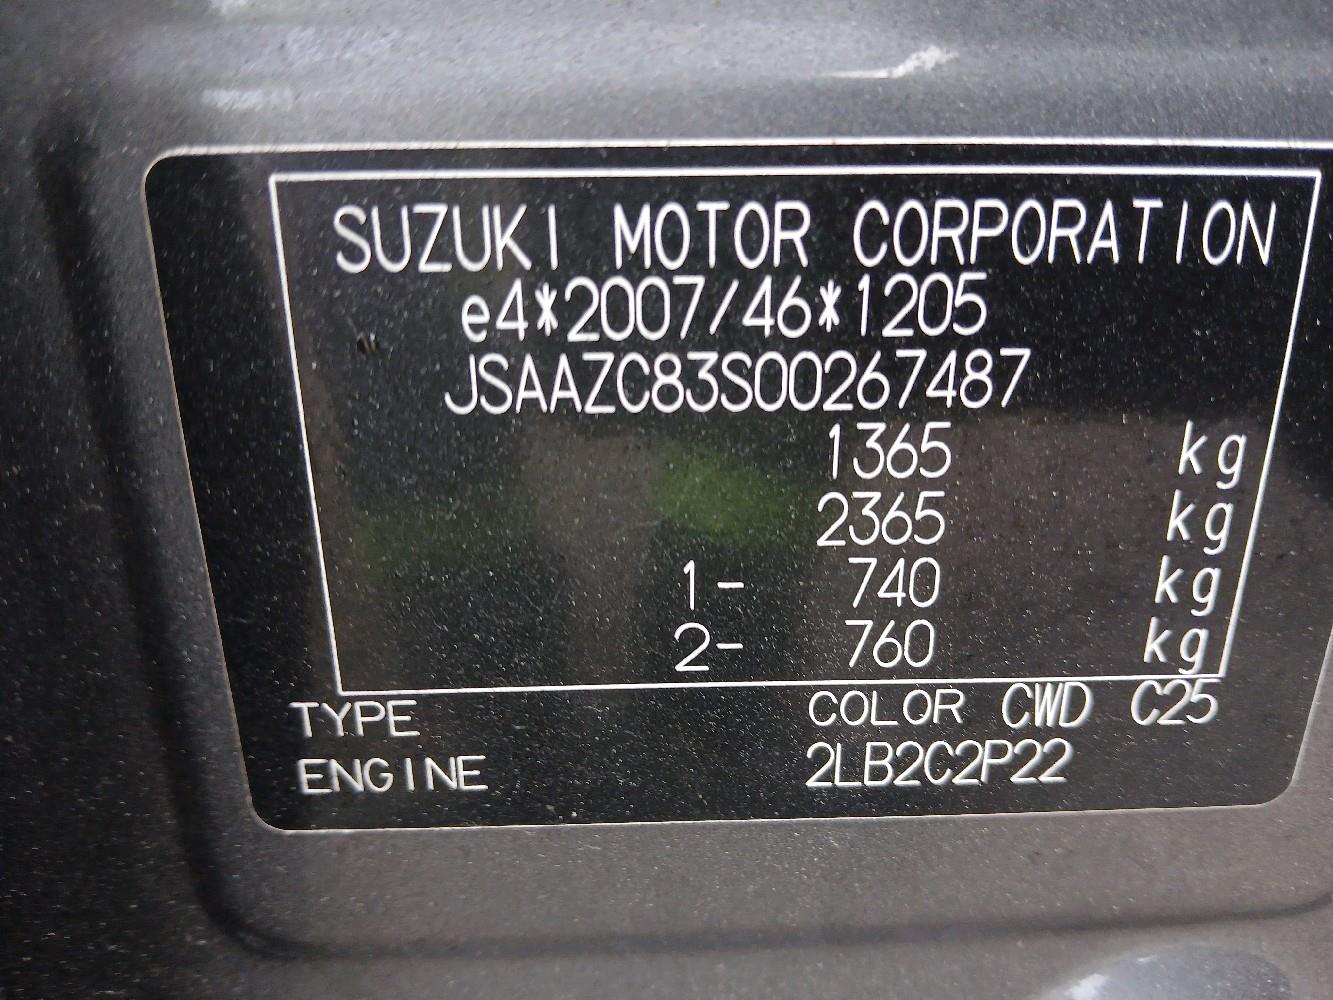 SUZUKI MOTOR CORPORATION
e4*2007/46*1205
JSAAZC83S00267487
1365 kg
2365 kg
1- 740 kg
2- 760 kg
TYPE COLOR CWD C25
ENGINE 2LB2C2P22